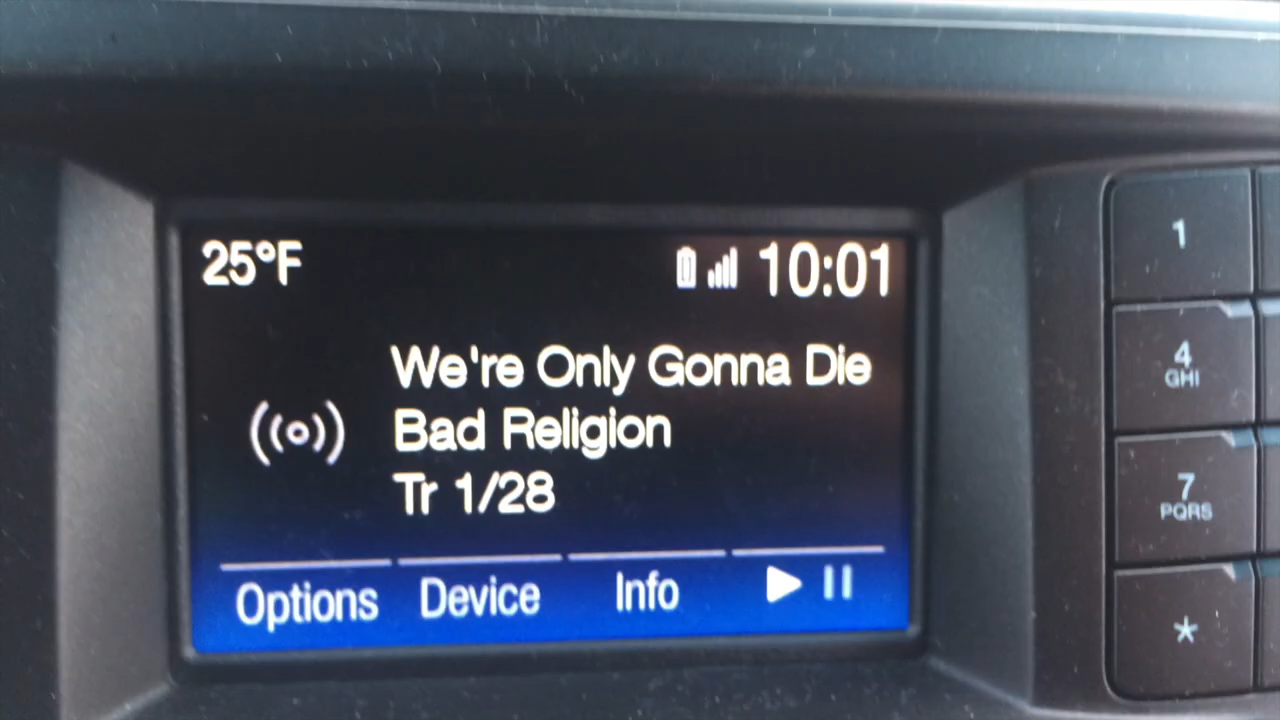 25°F 10:01
We're Only Gonna Die
Bad Religion
Tr 1/28
Options Device Info
1
4
GHI
7
PQRS
*